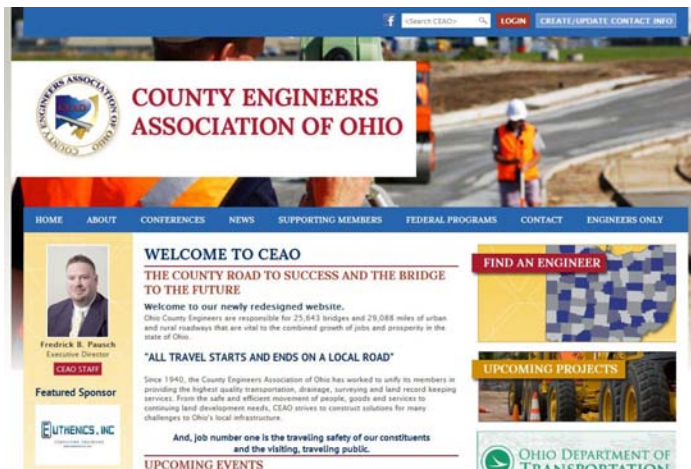 <Search CEAO>
LOGIN
CREATE/UPDATE CONTACT INFO
COUNTY ENGINEERS ASSOCIATION OF OHIO
CEAO
COUNTY ENGINEERS
ASSOCIATION OF OHIO
HOME ABOUT CONFERENCES NEWS SUPPORTING MEMBERS FEDERAL PROGRAMS CONTACT ENGINEERS ONLY
Fredrick B. Pausch
Executive Director
CEAO STAFF
Featured Sponsor
EUTHENICS, INC
WELCOME TO CEAO
THE COUNTY ROAD TO SUCCESS AND THE BRIDGE
TO THE FUTURE
Welcome to our newly redesigned website.
Ohio County Engineers are responsible for 25,643 bridges and 29,088 miles of urban
and rural roadways that are vital to the combined growth of jobs and prosperity in the
state of Ohio.
"ALL TRAVEL STARTS AND ENDS ON A LOCAL ROAD"
Since 1940, the County Engineers Association of Ohio has worked to unify its members in
providing the highest quality transportation, drainage, surveying and land record keeping
services. From the safe and efficient movement of people, goods and services to
continuing land development needs, CEAO strives to construct solutions for many
challenges to Ohio's local infrastructure.
And, job number one is the traveling safety of our constituents
and the visiting, traveling public.
UPCOMING EVENTS
FIND AN ENGINEER
UPCOMING PROJECTS
OHIO DEPARTMENT OF
TRANSPORTATION